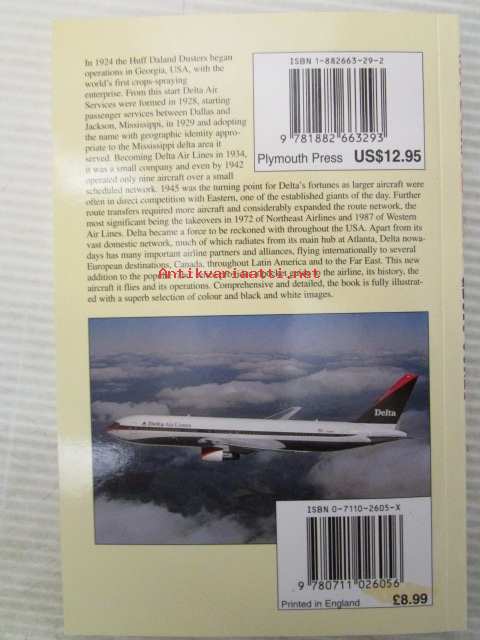 In 1924 the Huff Daland Dusters began
operations in Georgia, USA, with the
world's first crops-spraying
enterprise. From this start Delta Air
Services were formed in 1928, starting
passenger services between Dallas and
Jackson, Mississippi, in 1929 and adopting
the name with geographic identity appro-
priate to the Mississippi delta area it
served. Becoming Delta Air Lines in 1934,
it was a small company and even by 1942
operated only nine aircraft over a small
scheduled network. 1945 was the turning point for Delta's fortunes as larger aircraft were
often in direct competition with Eastern, one of the established giants of the day. Further
route transfers required more aircraft and considerably expanded the route network, the
most significant being the takeovers in 1972 of Northeast Airlines and 1987 of Western
Air Lines. Delta became a force to be reckoned with throughout the USA. Apart from its
vast domestic network, much of which radiates from its main hub at Atlanta, Delta nowa-
days has many important airline partners and alliances, flying internationally to several
European destinations, Canada, throughout Latin America and to the Far East. This new
addition to the to the airline, its history, the
aircraft it flies and its operations. Comprehensive and detailed, the book is fully illustrat-
ed with a superb selection of colour and black and white images.
Antikvariaatti.net
ISBN 1-882663-29-2
9 781882 663293
Plymouth Press US$12.95
Delta
Delta Air Lines
ISBN 0-7110-2605-X
9 780711 026056
Printed in England £8.99